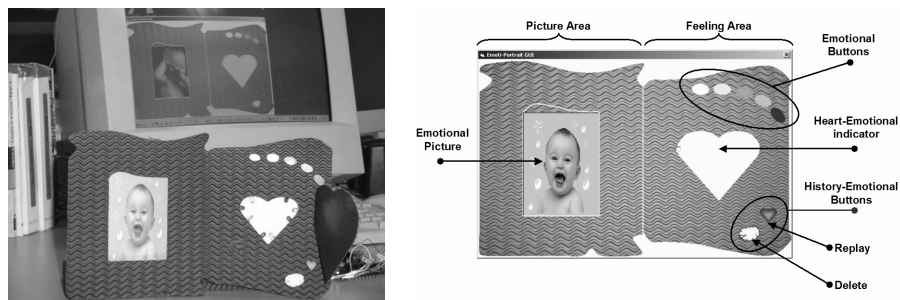 Picture Area
Feeling Area
Emoti-Portrait GUI
Emotional
Buttons
Emotional
Picture
Heart-Emotional
indicator
History-Emotional
Buttons
Replay
Delete